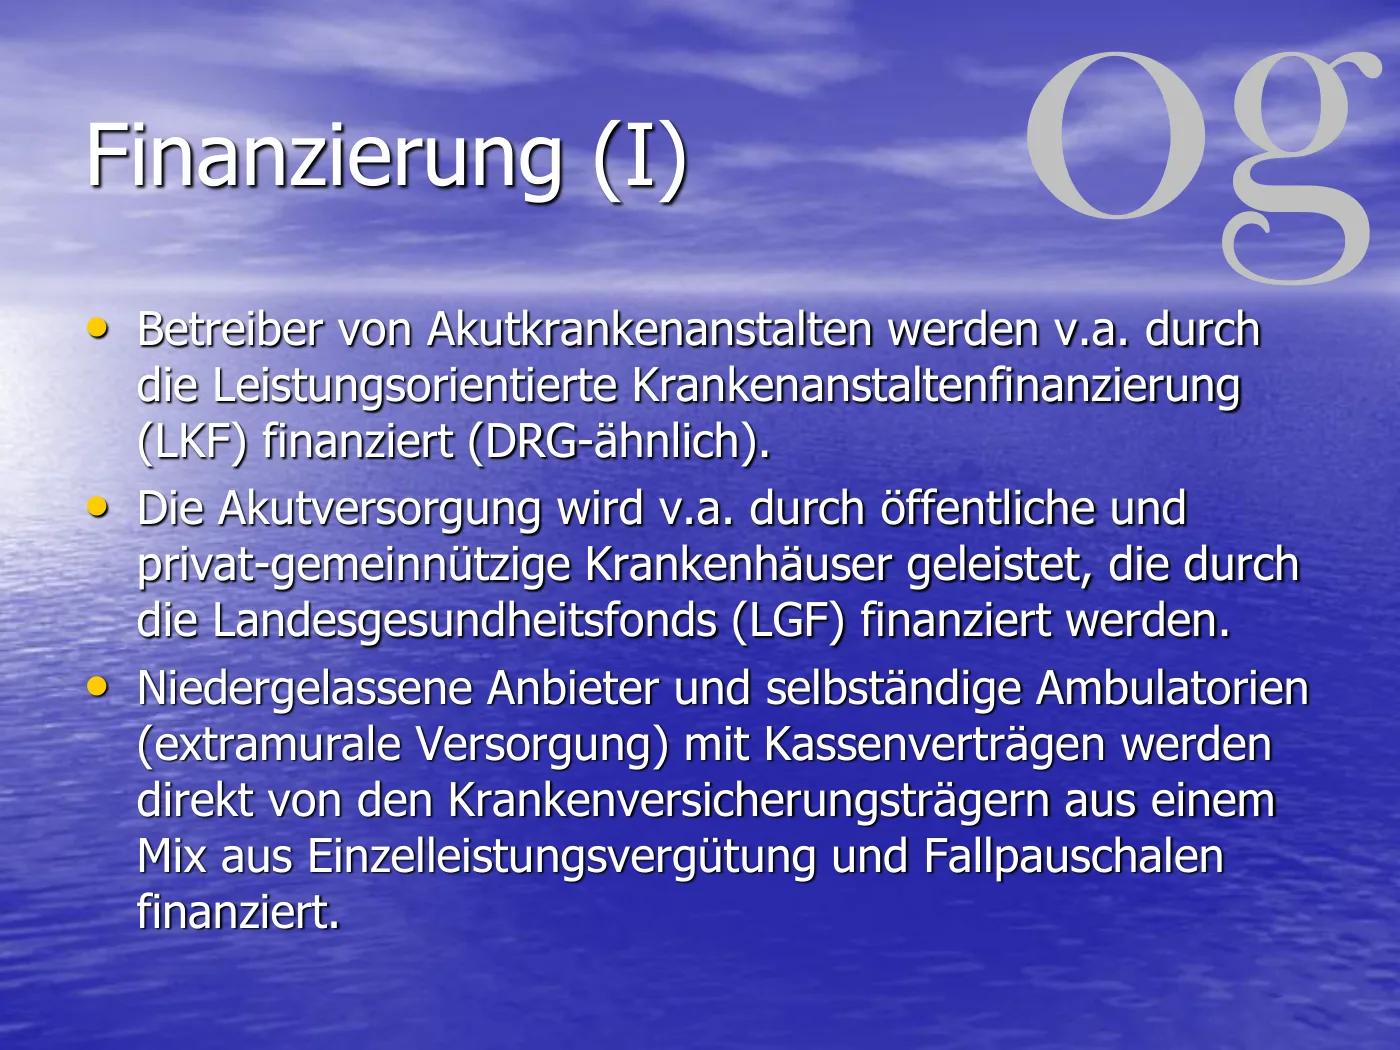 og
Finanzierung (I)
• Betreiber von Akutkrankenanstalten werden v.a. durch
die Leistungsorientierte Krankenanstaltenfinanzierung
(LKF) finanziert (DRG-ähnlich).
• Die Akutversorgung wird v.a. durch öffentliche und
privat-gemeinnützige Krankenhäuser geleistet, die durch
die Landesgesundheitsfonds (LGF) finanziert werden.
• Niedergelassene Anbieter und selbständige Ambulatorien
(extramurale Versorgung) mit Kassenverträgen werden
direkt von den Krankenversicherungsträgern aus einem
Mix aus Einzelleistungsvergütung und Fallpauschalen
finanziert.